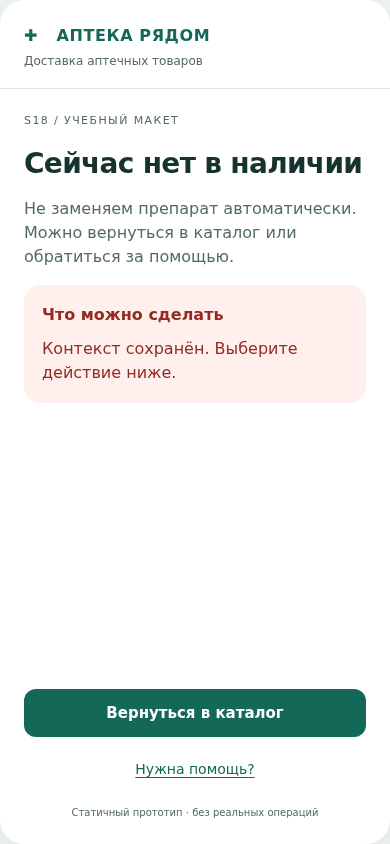 ✚ АПТЕКА РЯДОМ
Доставка аптечных товаров
S18 / УЧЕБНЫЙ МАКЕТ
Сейчас нет в наличии
Не заменяем препарат автоматически.
Можно вернуться в каталог или
обратиться за помощью.
Что можно сделать
Контекст сохранён. Выберите
действие ниже.
Вернуться в каталог
Нужна помощь?
Статичный прототип · без реальных операций